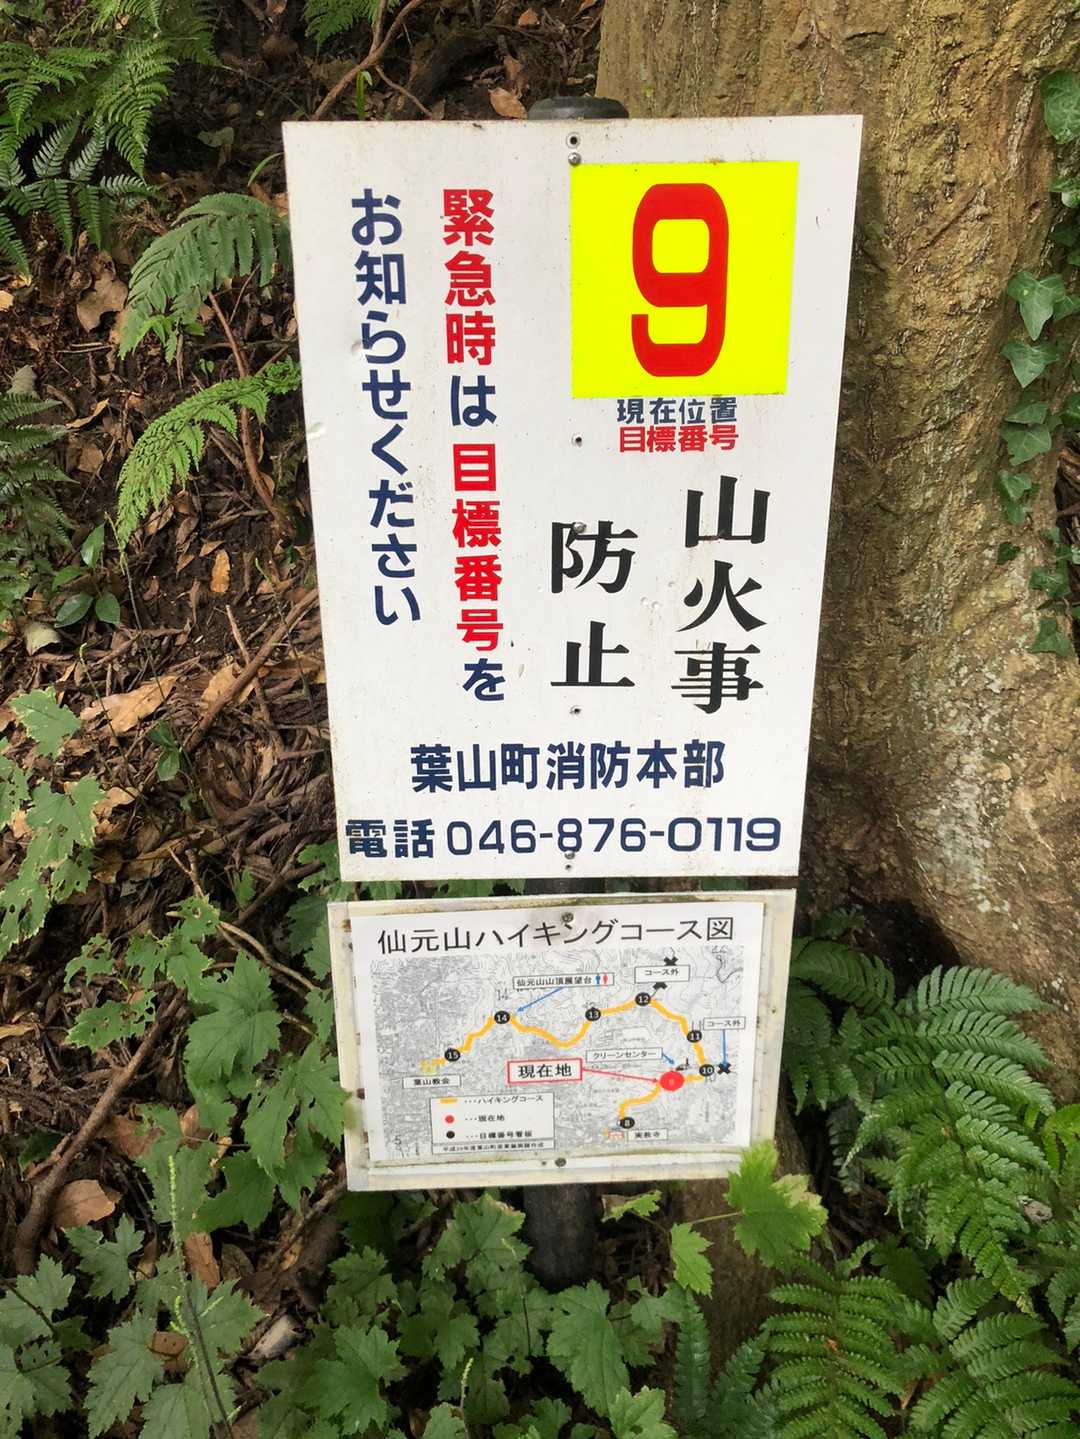 9
現在位置
目標番号
山火事
防止
緊急時は目標番号を
お知らせください
葉山町消防本部
電話 046-876-0119
仙元山ハイキングコース図
コース外
仙元山山頂展望台
14
13
12
コース外
11
15
クリーンセンター
現在地
10
葉山教会
8
実教寺
・・・ハイキングコース
・・・現在地
・・・目標番号看板